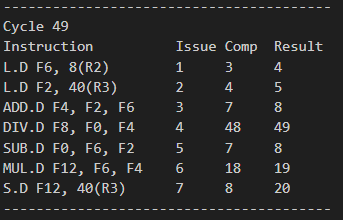 ----------------------------------------
Cycle 49
Instruction Issue Comp Result
L.D F6, 8(R2) 1 3 4
L.D F2, 40(R3) 2 4 5
ADD.D F4, F2, F6 3 7 8
DIV.D F8, F0, F4 4 48 49
SUB.D F0, F6, F2 5 7 8
MUL.D F12, F6, F4 6 18 19
S.D F12, 40(R3) 7 8 20
----------------------------------------